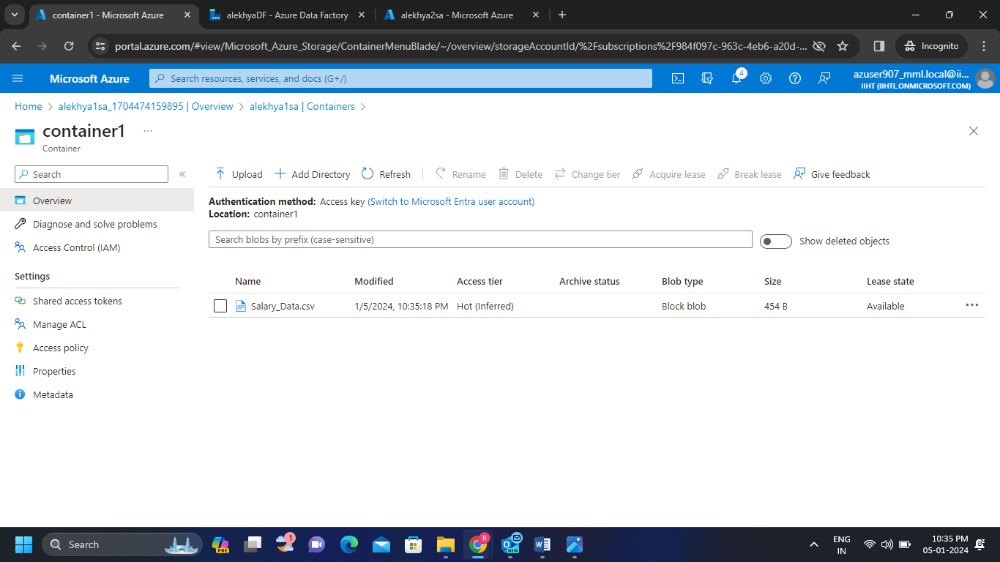 container1 - Microsoft Azure
alekhyaDF - Azure Data Factory
alekhya2sa - Microsoft Azure
portal.azure.com/#view/Microsoft_Azure_Storage/ContainerMenuBlade/~/overview/storageAccountId/%2Fsubscriptions%2F984f097c-963c-4eb6-a20d-...
Incognito
Microsoft Azure
Search resources, services, and docs (G+/)
4
azuser907_mml.local@ii...
IIHT (IIHTL.ONMICROSOFT.COM)
Home > alekhya1sa_1704474159895 | Overview > alekhya1sa | Containers >
container1 ...
Container
Search
Upload
Add Directory
Refresh
Rename
Delete
Change tier
Acquire lease
Break lease
Give feedback
Overview
Diagnose and solve problems
Access Control (IAM)
Settings
Shared access tokens
Manage ACL
Access policy
Properties
Metadata
Authentication method: Access key (Switch to Microsoft Entra user account)
Location: container1
Search blobs by prefix (case-sensitive)
Show deleted objects
Name Modified Access tier Archive status Blob type Size Lease state
Salary_Data.csv 1/5/2024, 10:35:18 PM Hot (Inferred) Block blob 454 B Available ...
Search
PRE
1
B
NEW
ENG
IN
10:35 PM
05-01-2024